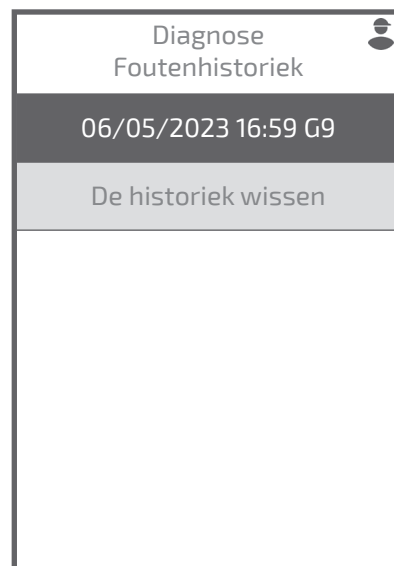 Diagnose
Foutenhistoriek
06/05/2023 16:59 G9
De historiek wissen